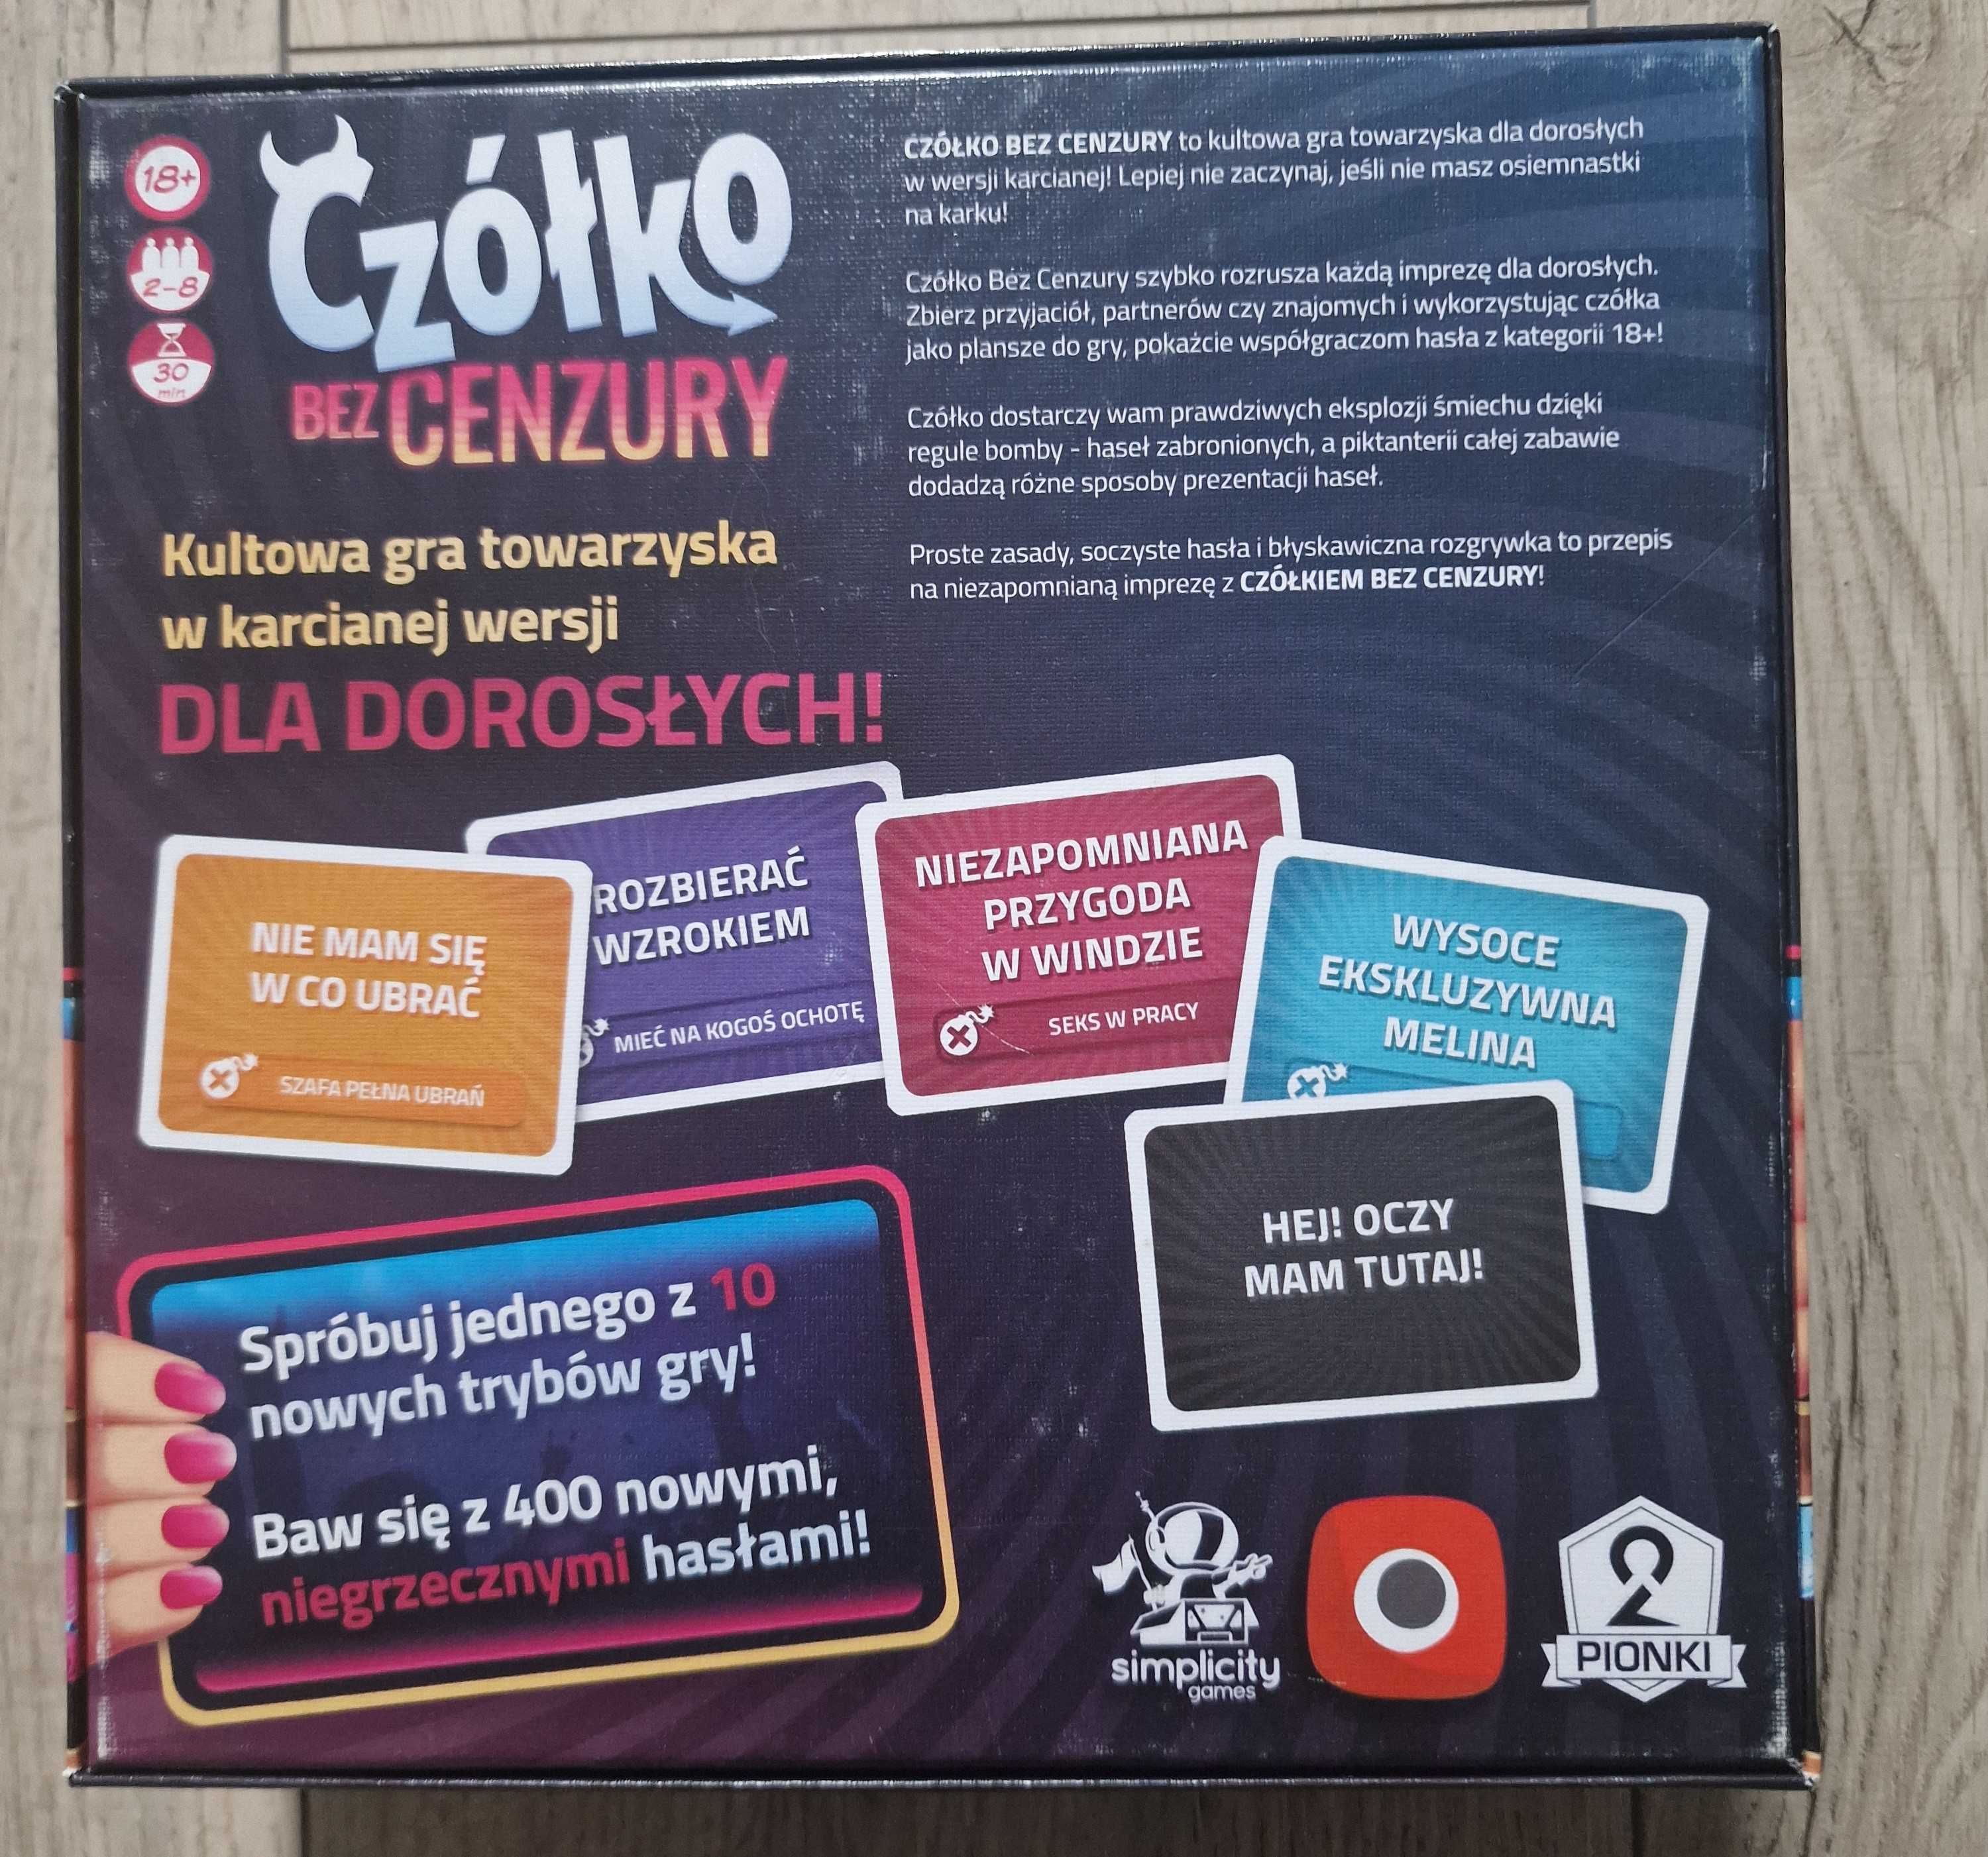 18+
2-8
30
min
Czółko
BEZ CENZURY
Kultowa gra towarzyska
w karcianej wersji
DLA DOROSŁYCH!
CZÓŁKO BEZ CENZURY to kultowa gra towarzyska dla dorosłych
w wersji karcianej! Lepiej nie zaczynaj, jeśli nie masz osiemnastki
na karku!
Czółko Bez Cenzury szybko rozrusza każdą imprezę dla dorosłych.
Zbierz przyjaciół, partnerów czy znajomych i wykorzystując czółka
jako plansze do gry, pokażcie współgraczom hasła z kategorii 18+!
Czółko dostarczy wam prawdziwych eksplozji śmiechu dzięki
regule bomby - haseł zabronionych, a piktanterii całej zabawie
dodadzą różne sposoby prezentacji haseł.
Proste zasady, soczyste hasła i błyskawiczna rozgrywka to przepis
na niezapomnianą imprezę z CZÓŁKIEM BEZ CENZURY!
NIE MAM SIĘ
W CO UBRAĆ
SZAFA PEŁNA UBRAŃ
ROZBIERAĆ
WZROKIEM
MIEĆ NA KOGOŚ OCHOTĘ
NIEZAPOMNIANA
PRZYGODA
W WINDZIE
SEKS W PRACY
WYSOCE
EKSKLUZYWNA
MELINA
HEJ! OCZY
MAM TUTAJ!
Spróbuj jednego z 10
nowych trybów gry!
Baw się z 400 nowymi,
niegrzecznymi hasłami!
simplicity
games
2
PIONKI